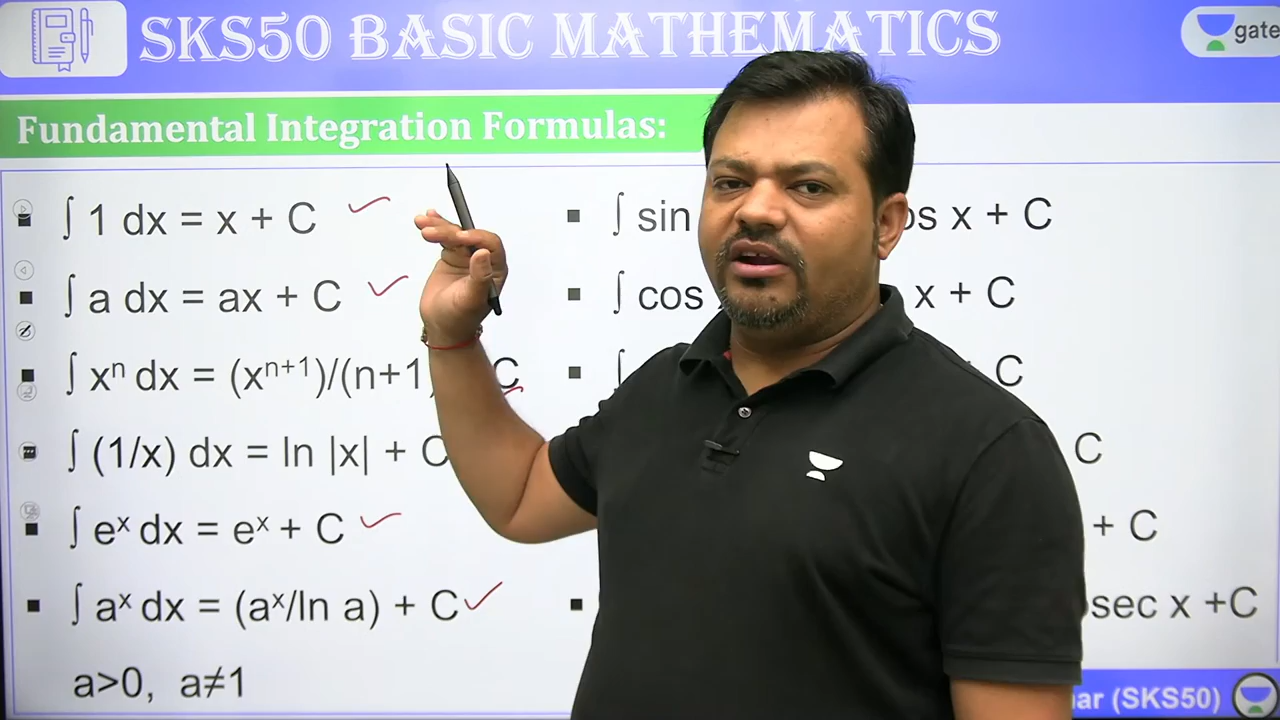 SKS50 BASIC MATHEMATICS
gate
Fundamental Integration Formulas:
∫ 1 dx = x + C
∫ a dx = ax + C
∫ xⁿ dx = (xⁿ⁺¹)/(n+1 C
∫ (1/x) dx = ln |x| + C
∫ eˣ dx = eˣ + C
∫ aˣ dx = (aˣ/ln a) + C
a>0, a≠1
∫ sin os x + C
∫ cos x + C
∫ C
C
+ C
osec x +C
ar (SKS50)